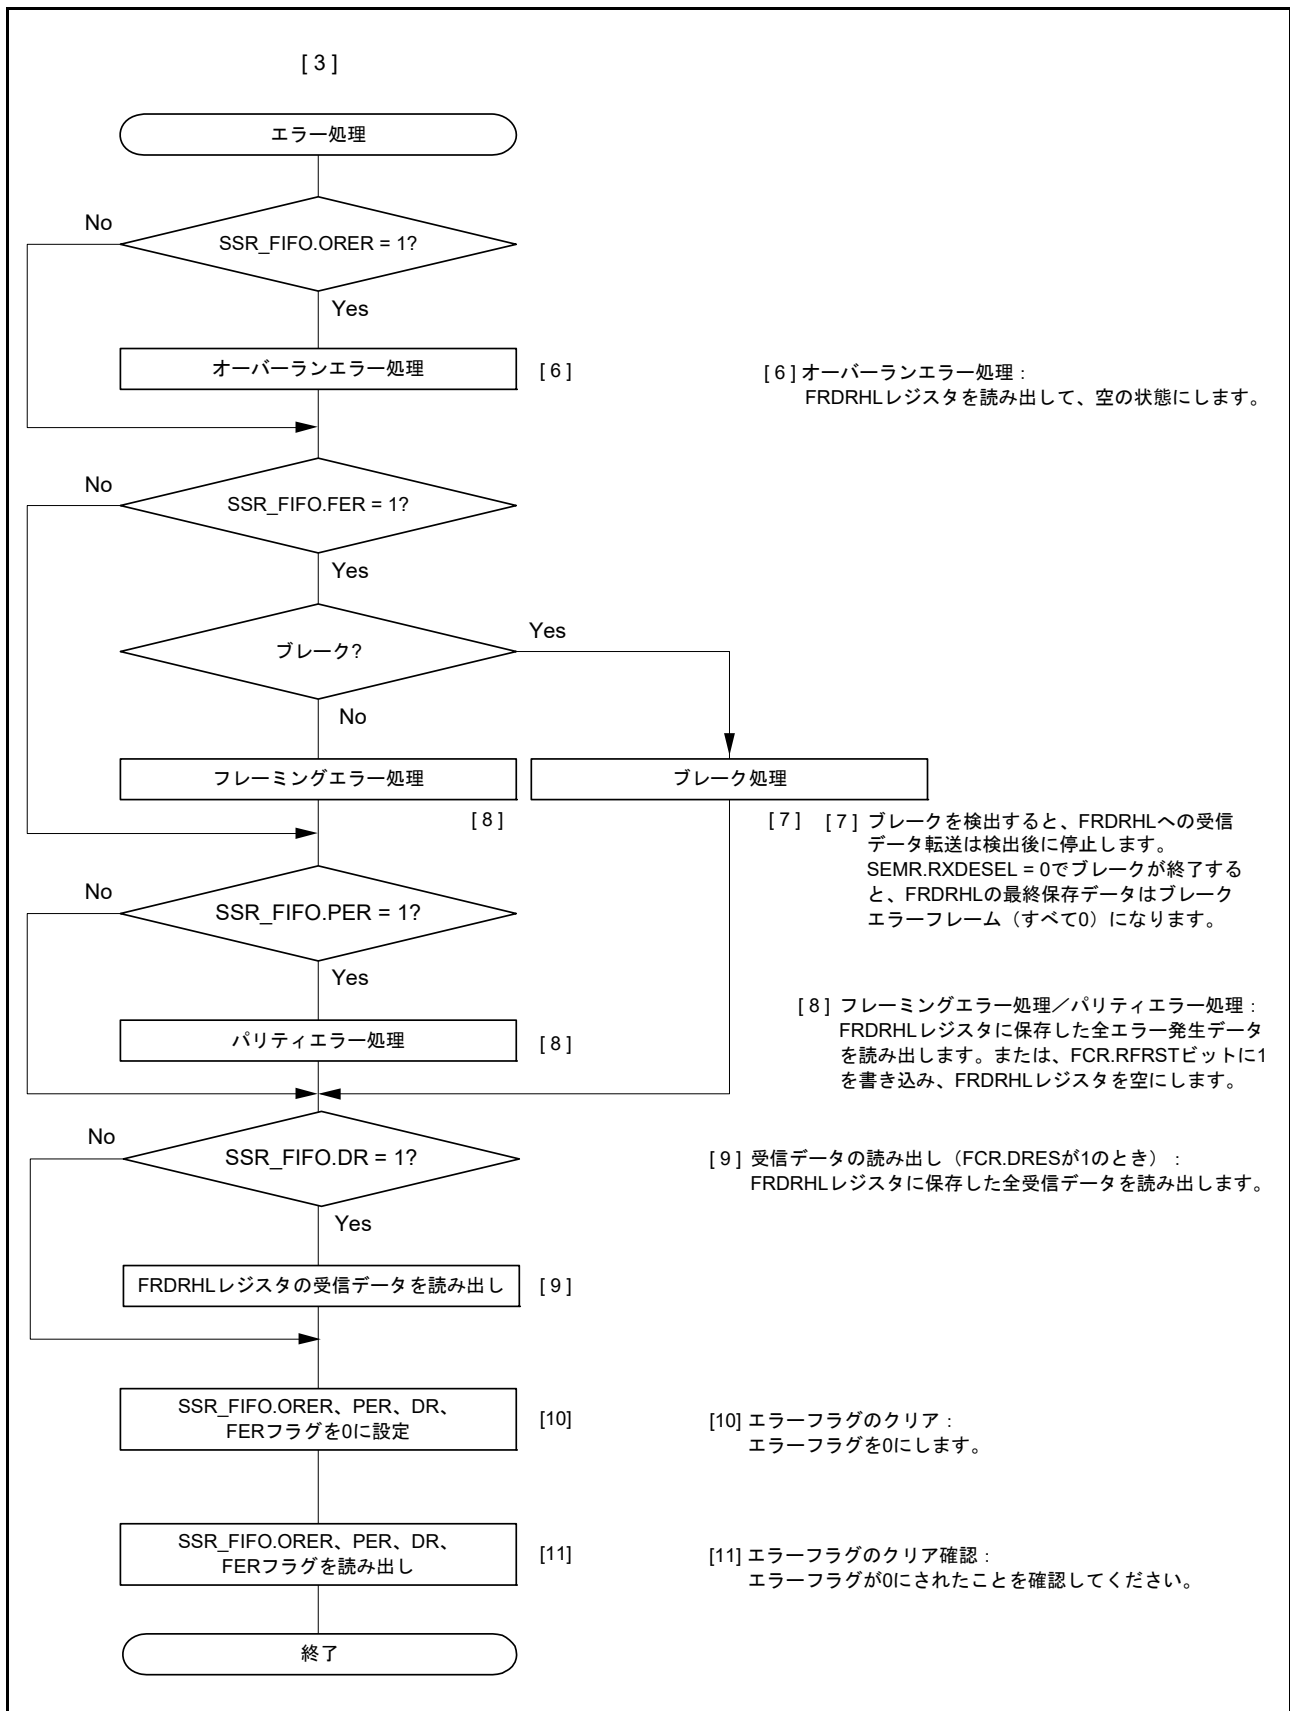 [ 3 ]
エラー処理
No
SSR_FIFO.ORER = 1?
Yes
オーバーランエラー処理
[ 6 ]
[ 6 ] オーバーランエラー処理：
FRDRHLレジスタを読み出して、空の状態にします。
No
SSR_FIFO.FER = 1?
Yes
ブレーク?
Yes
No
フレーミングエラー処理
ブレーク処理
[ 8 ]
[ 7 ]
[ 7 ] ブレークを検出すると、FRDRHLへの受信
データ転送は検出後に停止します。
SEMR.RXDESEL = 0でブレークが終了する
と、FRDRHLの最終保存データはブレーク
エラーフレーム（すべて0）になります。
No
SSR_FIFO.PER = 1?
Yes
パリティエラー処理
[ 8 ]
[ 8 ] フレーミングエラー処理／パリティエラー処理：
FRDRHLレジスタに保存した全エラー発生データ
を読み出します。または、FCR.RFRSTビットに1
を書き込み、FRDRHLレジスタを空にします。
No
SSR_FIFO.DR = 1?
Yes
[ 9 ] 受信データの読み出し（FCR.DRESが1のとき）：
FRDRHLレジスタに保存した全受信データを読み出します。
FRDRHLレジスタの受信データを読み出し
[ 9 ]
SSR_FIFO.ORER、PER、DR、
FERフラグを0に設定
[10]
[10] エラーフラグのクリア：
エラーフラグを0にします。
SSR_FIFO.ORER、PER、DR、
FERフラグを読み出し
[11]
[11] エラーフラグのクリア確認：
エラーフラグが0にされたことを確認してください。
終了